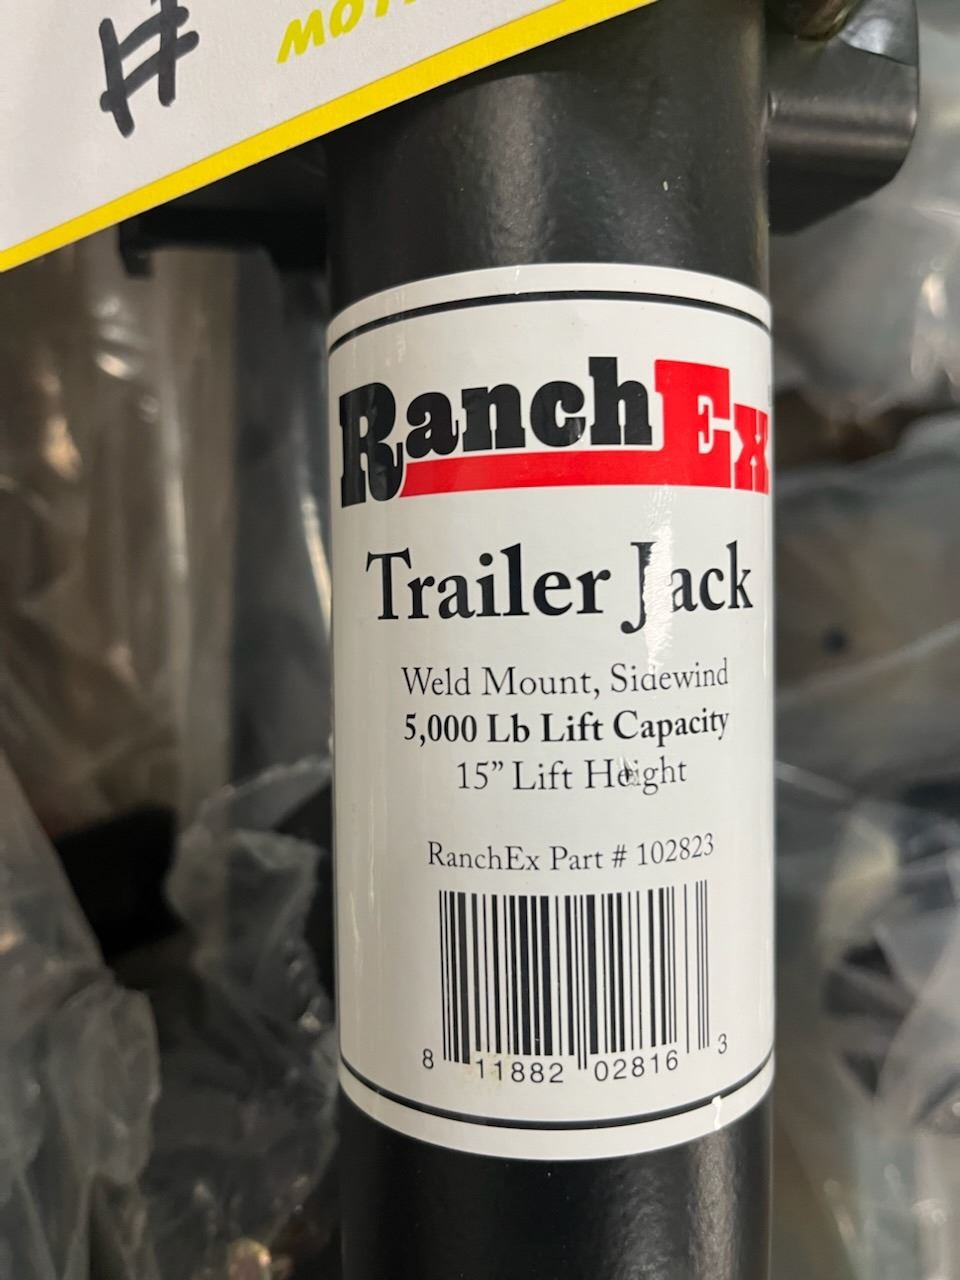 #
RanchEx
Trailer Jack
Weld Mount, Sidewind
5,000 Lb Lift Capacity
15” Lift Height
RanchEx Part # 102823
8 11882 02816 3